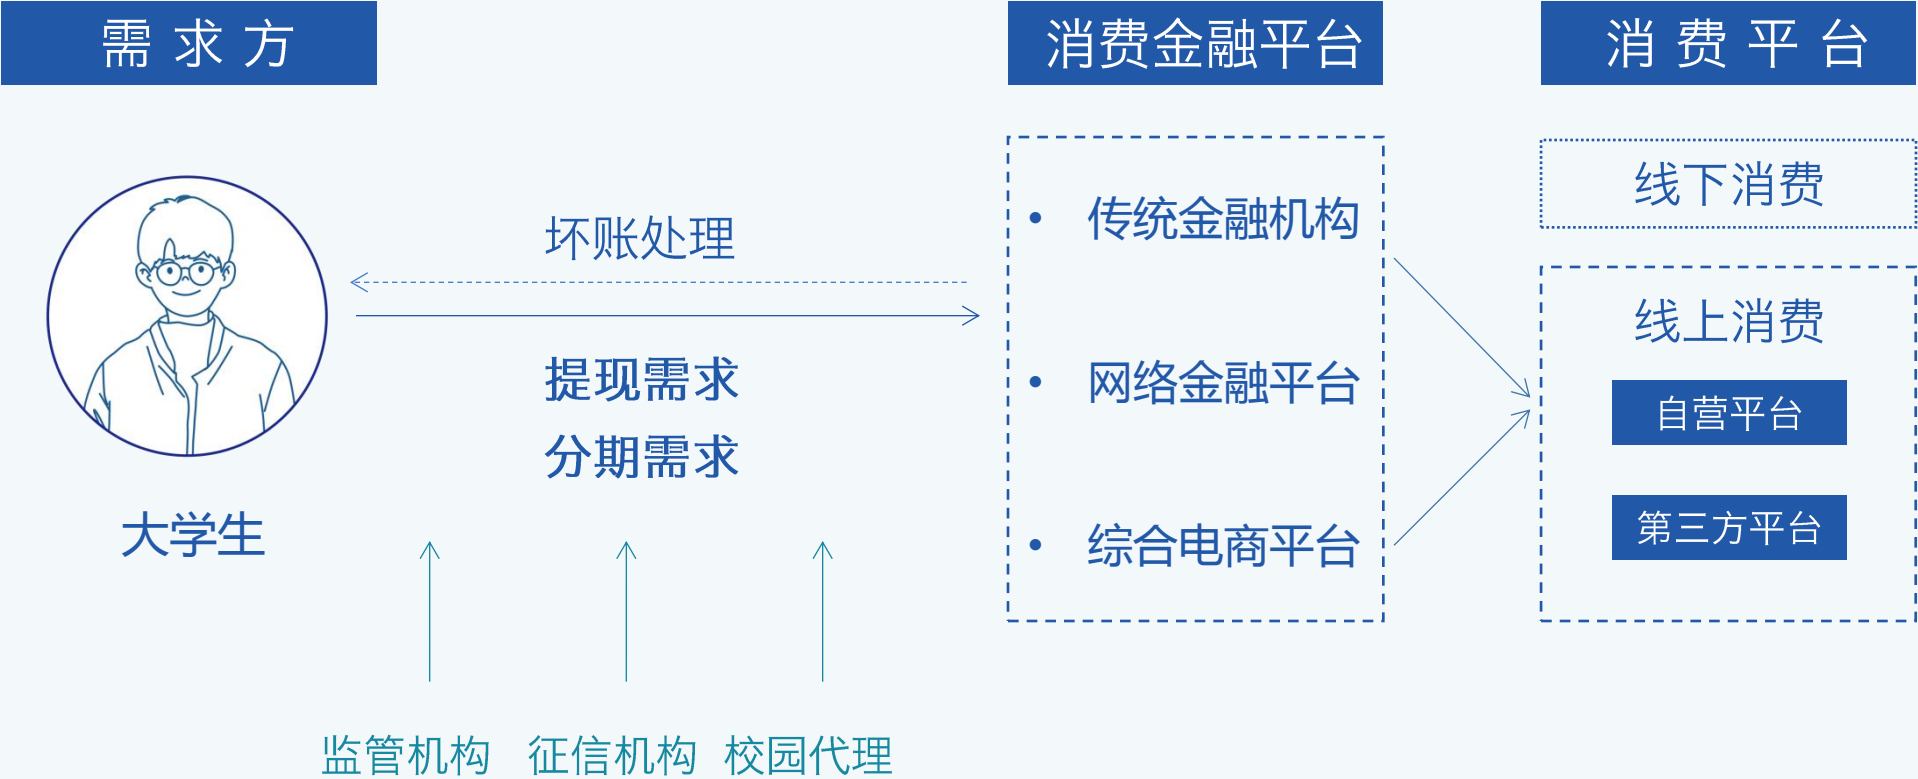 需求方
消费金融平台
消费平台
大学生
坏账处理
提现需求
分期需求
监管机构
征信机构
校园代理
• 传统金融机构
• 网络金融平台
• 综合电商平台
线下消费
线上消费
自营平台
第三方平台